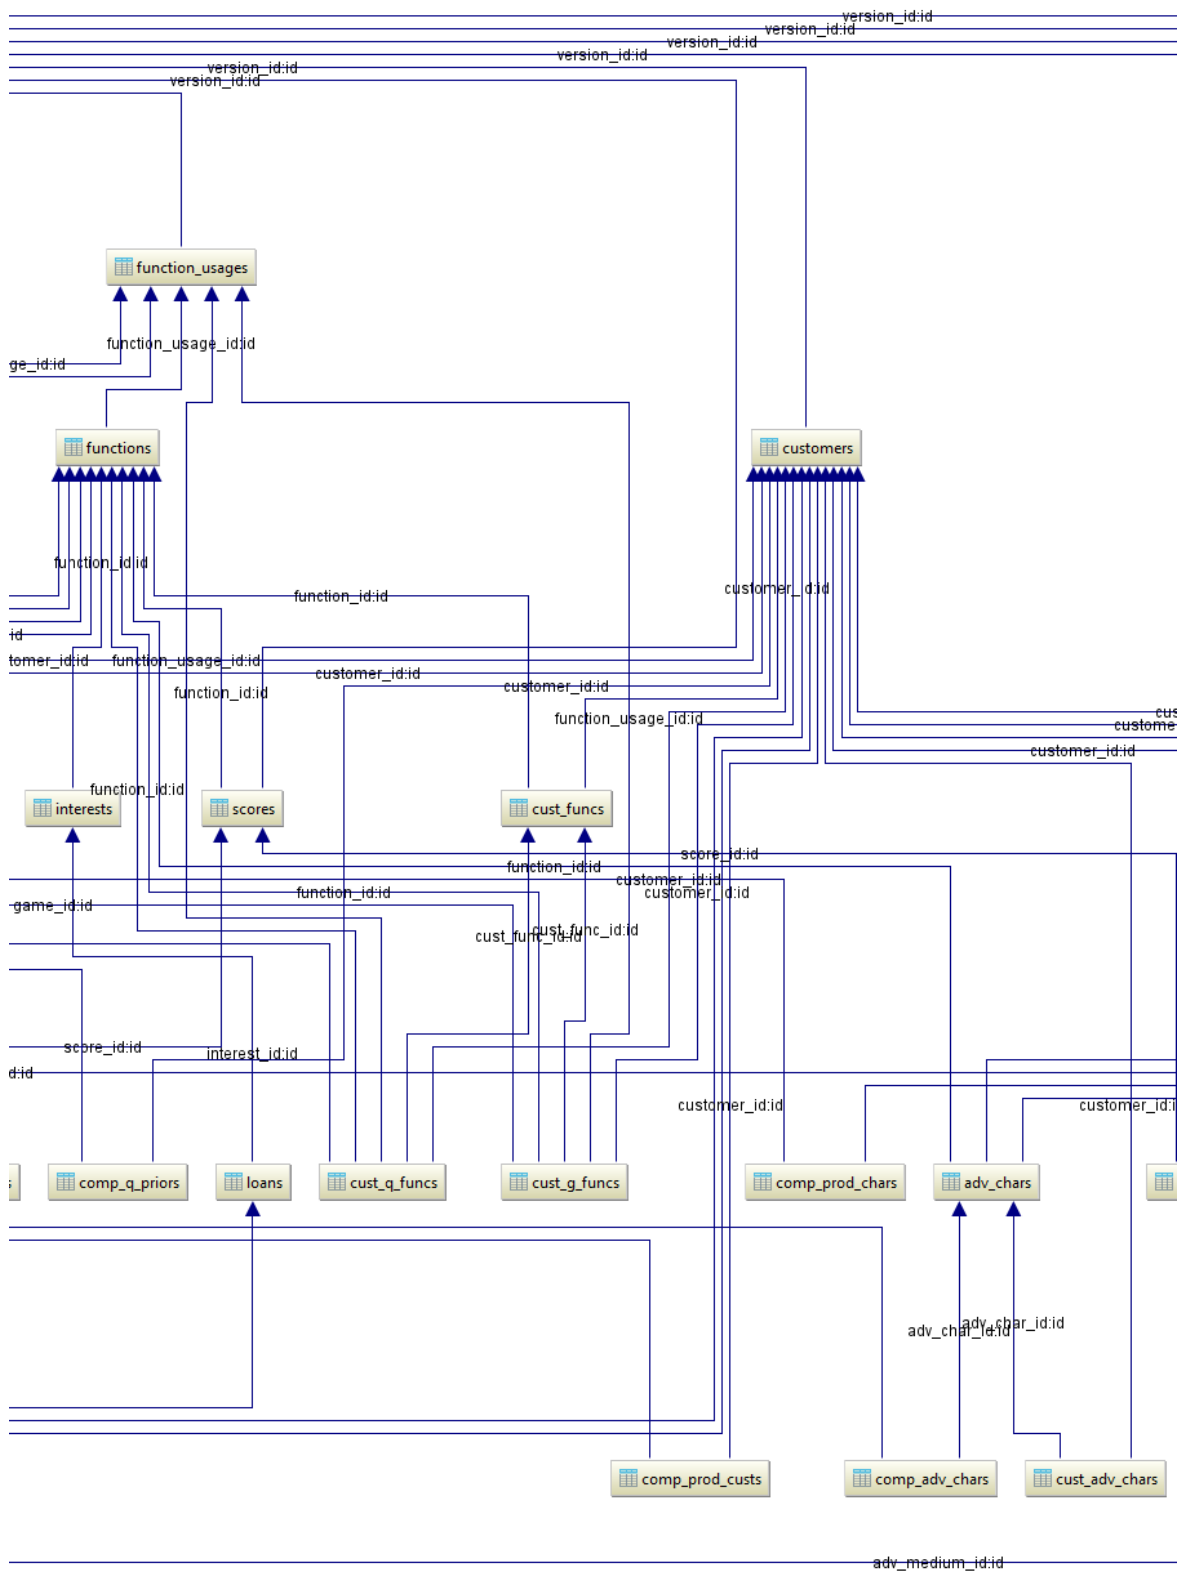 version_id:id
version_id:id
version_id:id
version_id:id
version_id:id
version_id:id
function_usages
function_usage_id:id
ge_id:id
functions
customers
function_id:id
customer_id:id
function_id:id
id
tomer_id:id
function_usage_id:id
customer_id:id
customer_id:id
function_id:id
cus
function_usage_id:id
custome
customer_id:id
function_id:id
interests
scores
cust_funcs
score_id:id
function_id:id
customer_id:id
function_id:id
customer_id:id
game_id:id
cust_func_id:id
cust_func_id:id
score_id:id
interest_id:id
d:id
customer_id:id
customer_id:i
s
comp_q_priors
loans
cust_q_funcs
cust_g_funcs
comp_prod_chars
adv_chars
adv_char_id:id
adv_char_id:id
comp_prod_custs
comp_adv_chars
cust_adv_chars
adv_medium_id:id